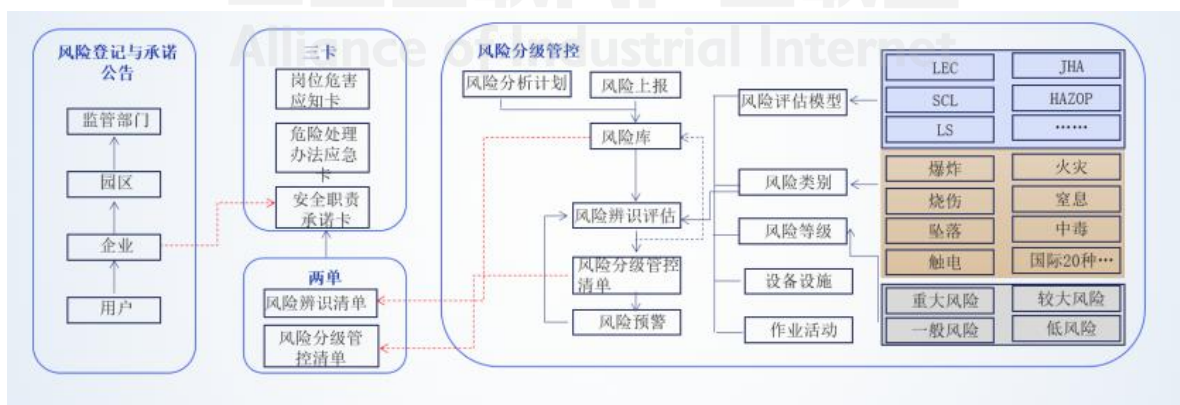 Alliance of Industrial Internet
风险登记与承诺
公告
监管部门
园区
企业
用户
三卡
岗位危害
应知卡
危险处理
办法应急
卡
安全职责
承诺卡
两单
风险辨识清单
风险分级管
控清单
风险分级管控
风险分析计划
风险上报
风险库
风险辨识评估
风险分级管控
清单
风险预警
风险评估模型
风险类别
风险等级
设备设施
作业活动
LEC
JHA
SCL
HAZOP
LS
……
爆炸
火灾
烧伤
窒息
坠落
中毒
触电
国际20种…
重大风险
较大风险
一般风险
低风险